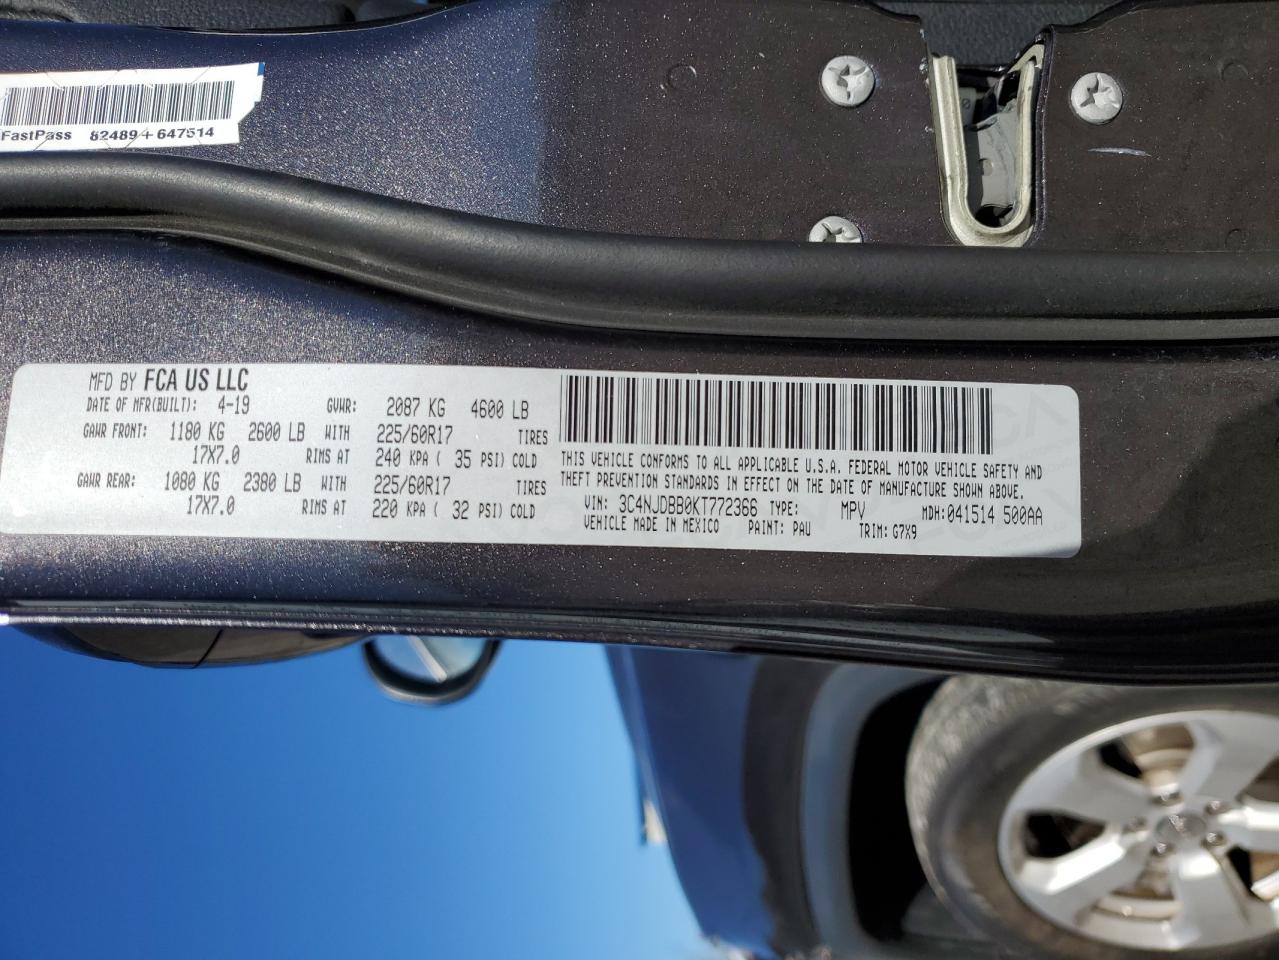 FastPass 82489+647514
MFD BY FCA US LLC
DATE OF MFR(BUILT): 4-19 GVWR: 2087 KG 4600 LB
GAWR FRONT: 1180 KG 2600 LB WITH 225/60R17 TIRES
17X7.0 RIMS AT 240 KPA ( 35 PSI) COLD
GAWR REAR: 1080 KG 2380 LB WITH 225/60R17 TIRES
17X7.0 RIMS AT 220 KPA ( 32 PSI) COLD
THIS VEHICLE CONFORMS TO ALL APPLICABLE U.S.A. FEDERAL MOTOR VEHICLE SAFETY AND
THEFT PREVENTION STANDARDS IN EFFECT ON THE DATE OF MANUFACTURE SHOWN ABOVE.
VIN: 3C4NJDBB0KT772366 TYPE: MPV MDH: 041514 500AA
VEHICLE MADE IN MEXICO PAINT: PAU TRIM: G7X9